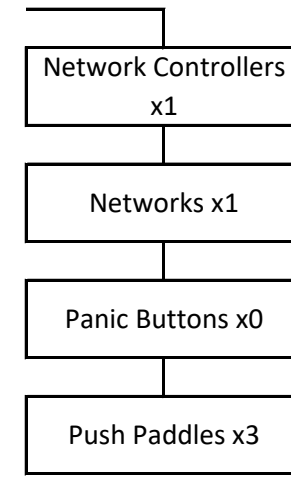 Network Controllers
x1
Networks x1
Panic Buttons x0
Push Paddles x3